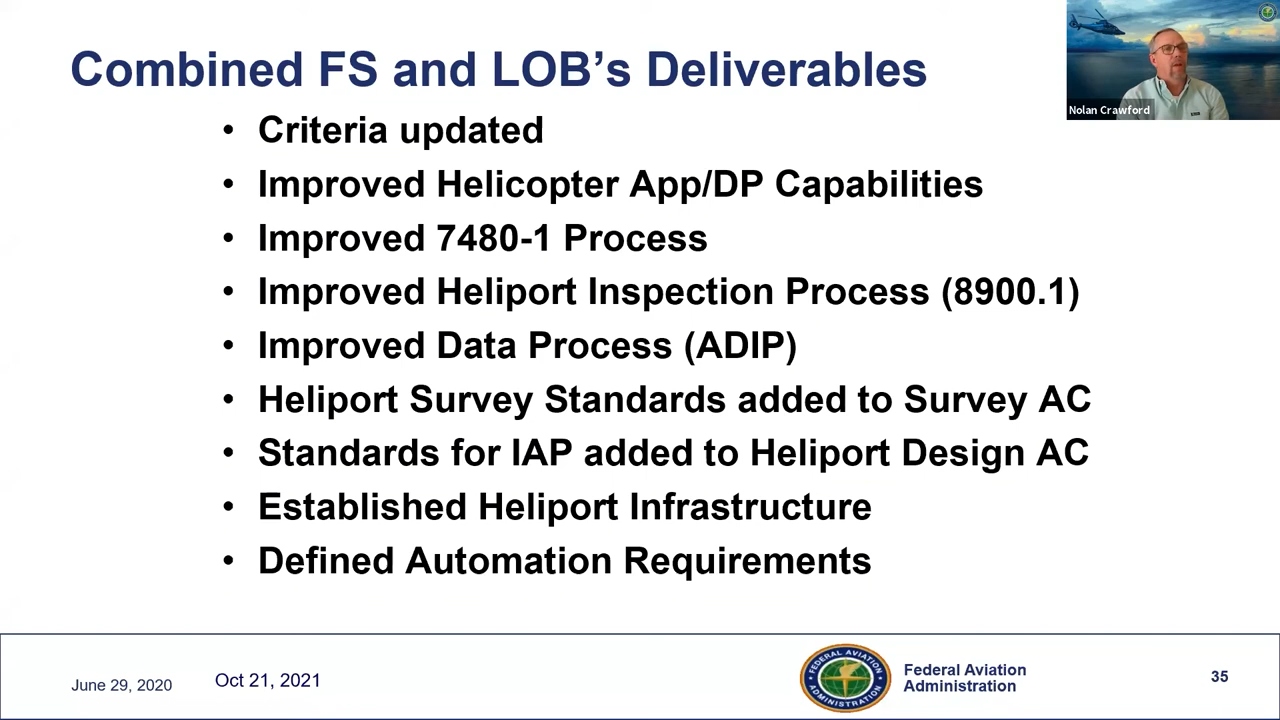 Combined FS and LOB’s Deliverables
Nolan Crawford
• Criteria updated
• Improved Helicopter App/DP Capabilities
• Improved 7480-1 Process
• Improved Heliport Inspection Process (8900.1)
• Improved Data Process (ADIP)
• Heliport Survey Standards added to Survey AC
• Standards for IAP added to Heliport Design AC
• Established Heliport Infrastructure
• Defined Automation Requirements
June 29, 2020
Oct 21, 2021
FEDERAL AVIATION
ADMINISTRATION
Federal Aviation
Administration
35